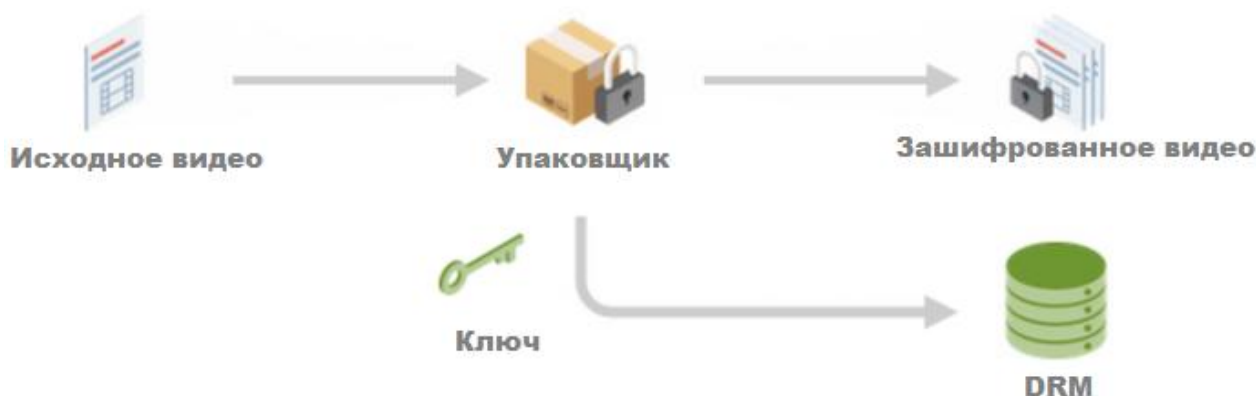 Исходное видео
Упаковщик
Зашифрованное видео
Ключ
DRM